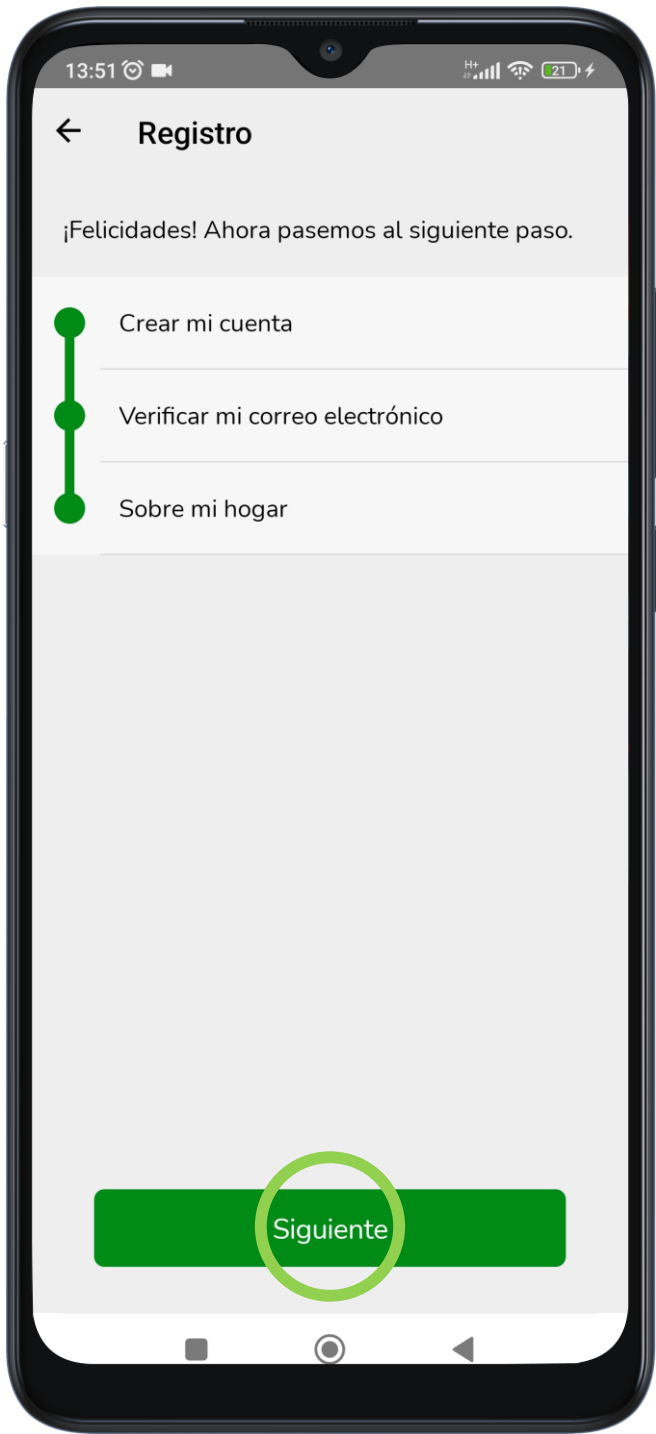 13:51
H+
21
Registro
¡Felicidades! Ahora pasemos al siguiente paso.
Crear mi cuenta
Verificar mi correo electrónico
Sobre mi hogar
Siguiente